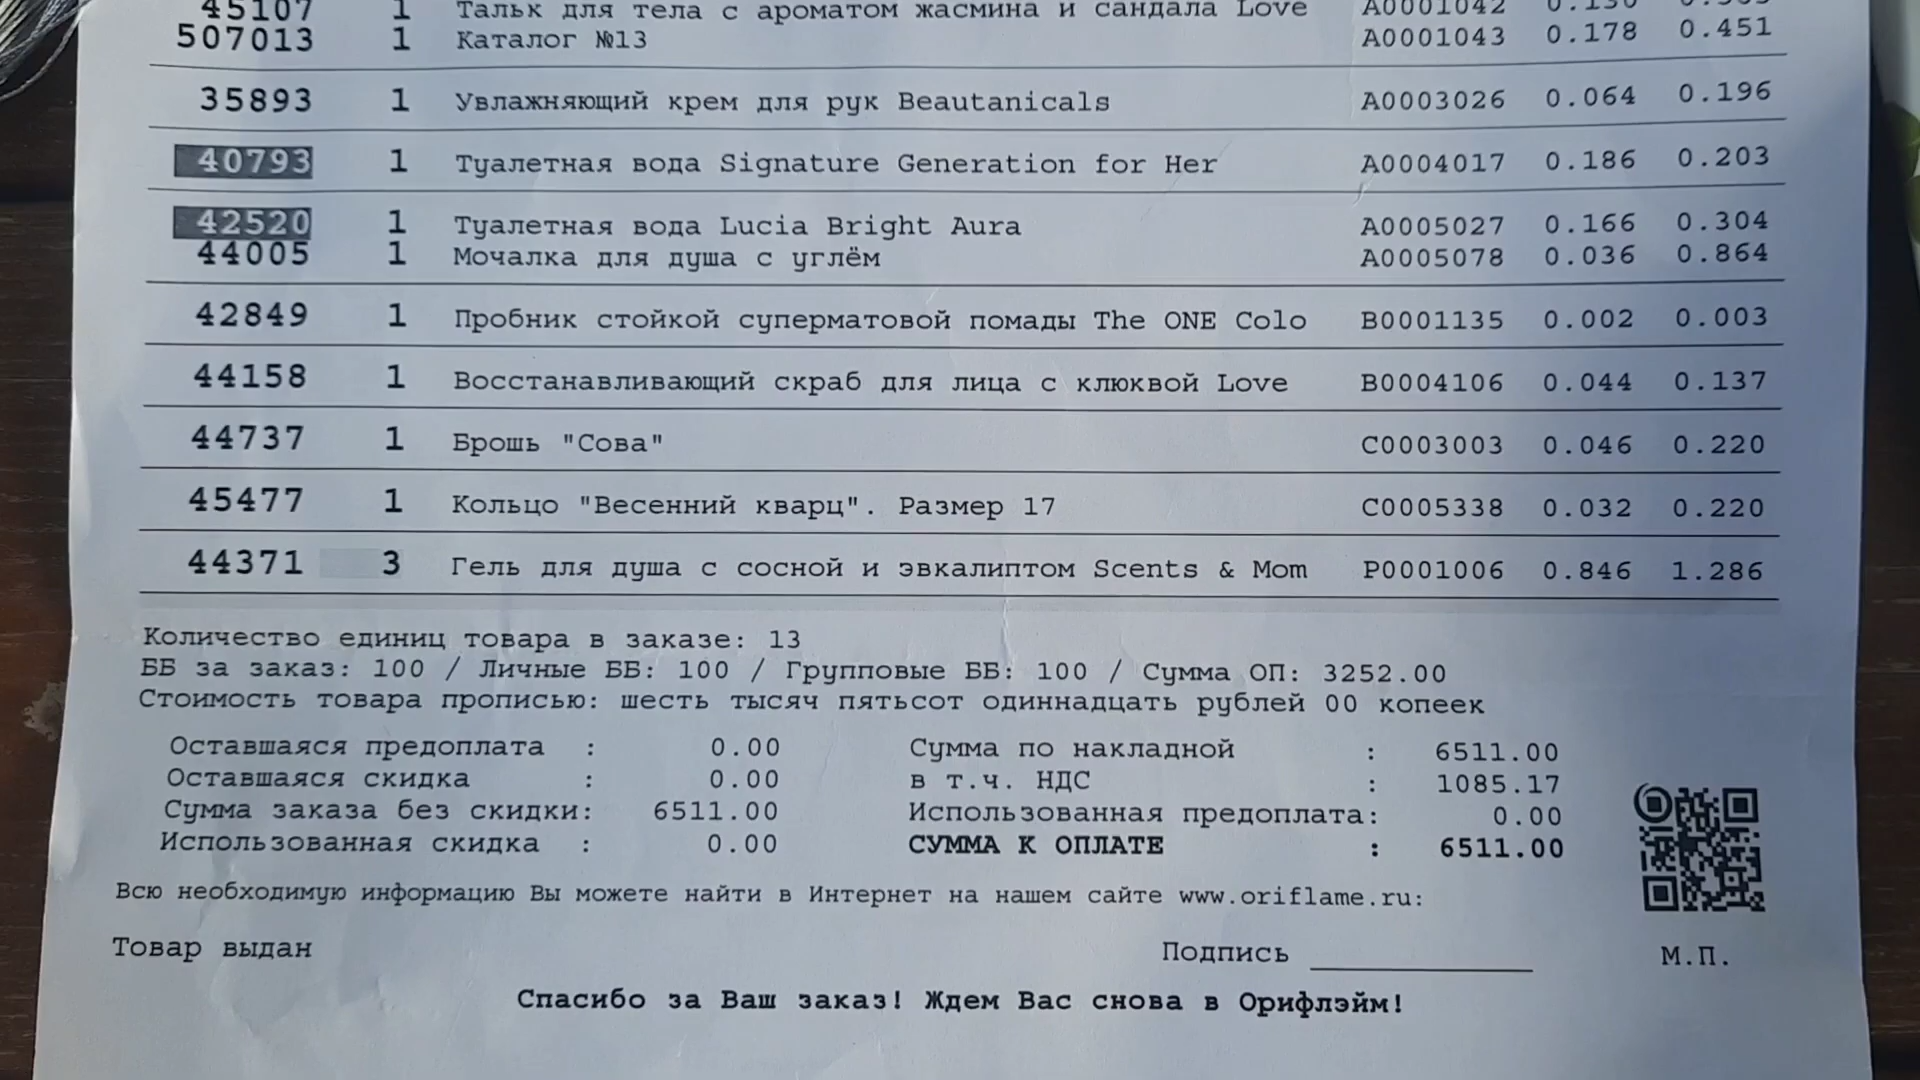 45107 1 Тальк для тела с ароматом жасмина и сандала Love A0001042
507013 1 Каталог №13 A0001043 0.178 0.451
35893 1 Увлажняющий крем для рук Beautanicals A0003026 0.064 0.196
40793 1 Туалетная вода Signature Generation for Her A0004017 0.186 0.203
42520 1 Туалетная вода Lucia Bright Aura A0005027 0.166 0.304
44005 1 Мочалка для душа с углём A0005078 0.036 0.864
42849 1 Пробник стойкой суперматовой помады The ONE Colo B0001135 0.002 0.003
44158 1 Восстанавливающий скраб для лица с клюквой Love B0004106 0.044 0.137
44737 1 Брошь "Сова" C0003003 0.046 0.220
45477 1 Кольцо "Весенний кварц". Размер 17 C0005338 0.032 0.220
44371 3 Гель для душа с сосной и эвкалиптом Scents & Mom P0001006 0.846 1.286
Количество единиц товара в заказе: 13
ББ за заказ: 100 / Личные ББ: 100 / Групповые ББ: 100 / Сумма ОП: 3252.00
Стоимость товара прописью: шесть тысяч пятьсот одиннадцать рублей 00 копеек
Оставшаяся предоплата : 0.00 Сумма по накладной : 6511.00
Оставшаяся скидка : 0.00 в т.ч. НДС : 1085.17
Сумма заказа без скидки: 6511.00 Использованная предоплата: 0.00
Использованная скидка : 0.00 СУММА К ОПЛАТЕ : 6511.00
Всю необходимую информацию Вы можете найти в Интернет на нашем сайте www.oriflame.ru:
Товар выдан Подпись М.П.
Спасибо за Ваш заказ! Ждем Вас снова в Орифлэйм!